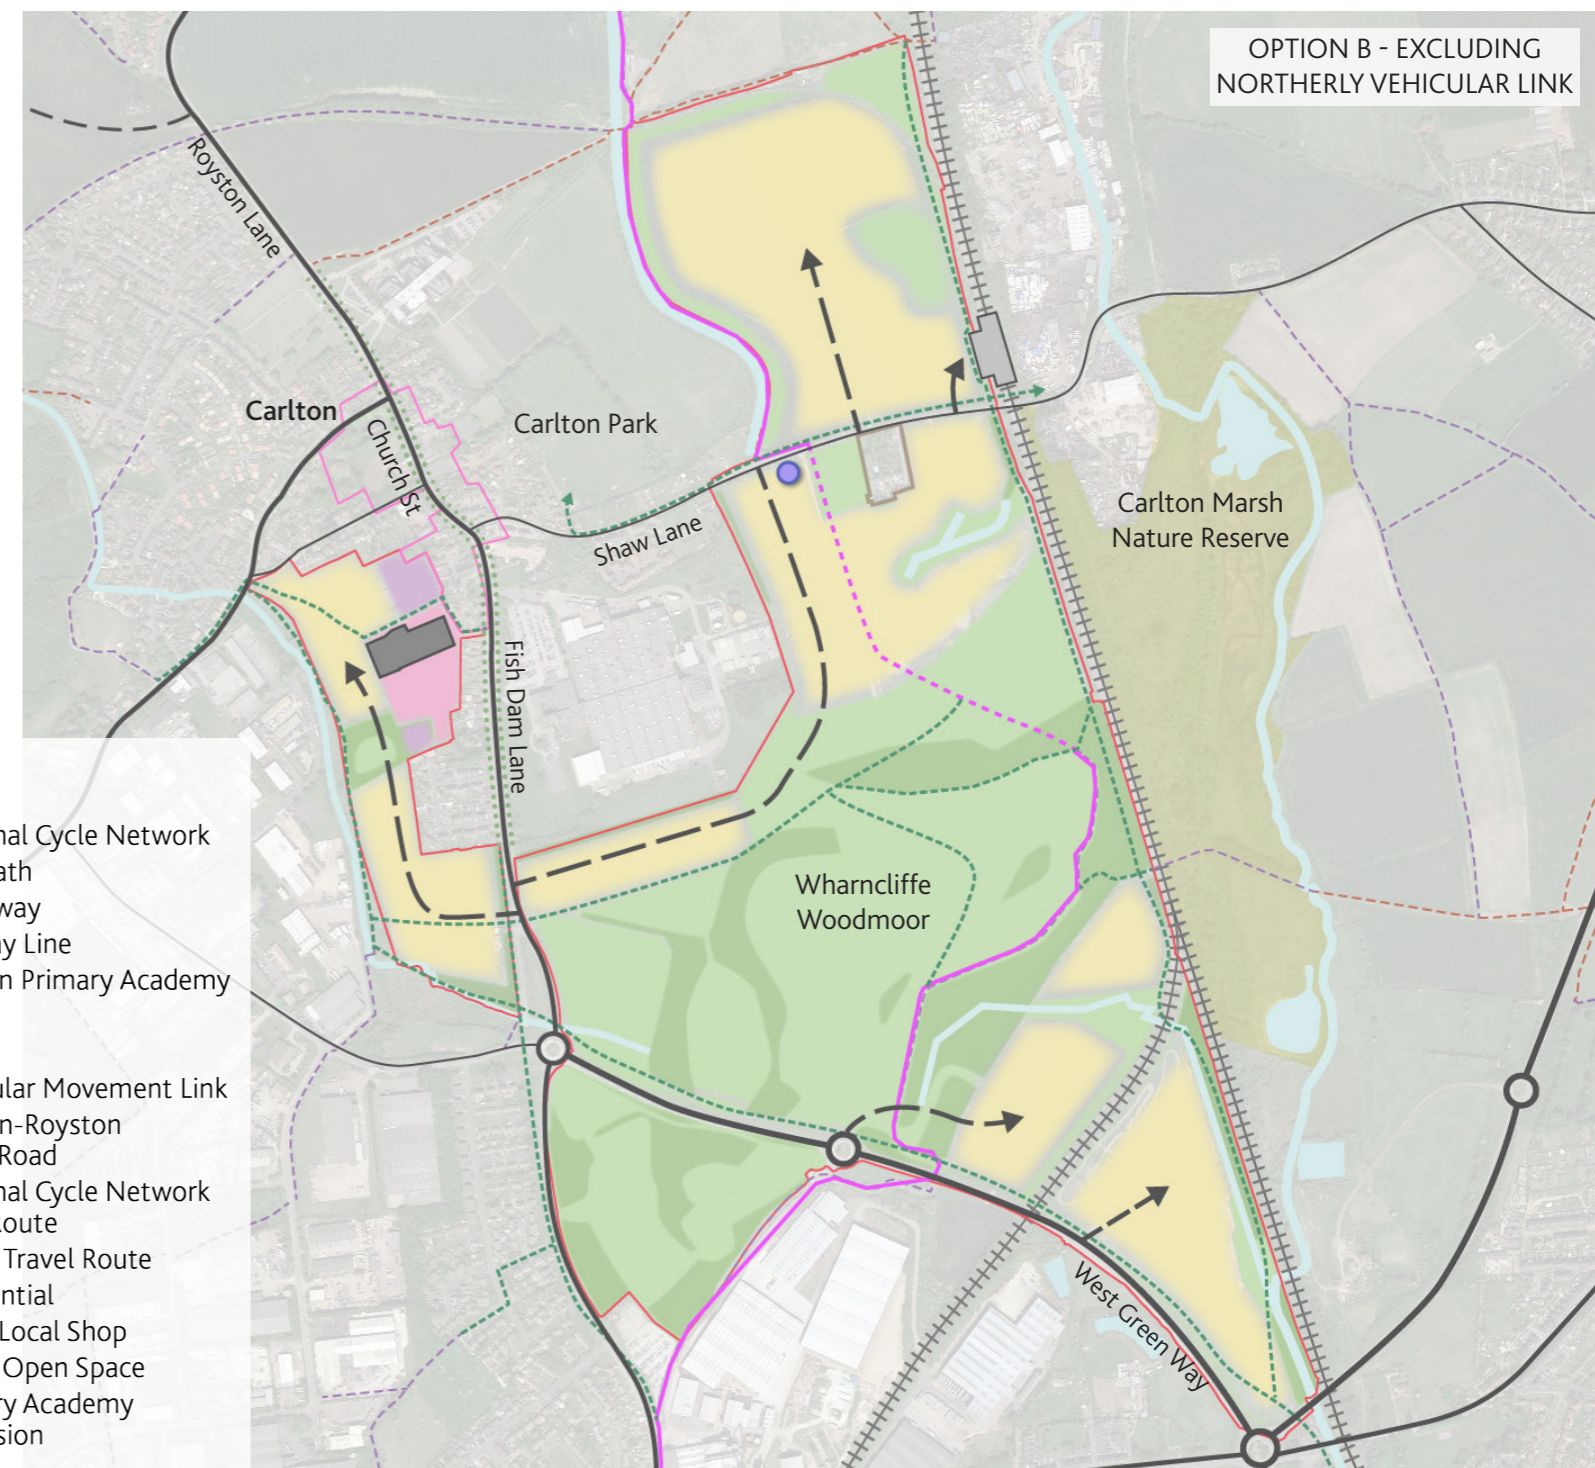 OPTION B - EXCLUDING
NORTHERLY VEHICULAR LINK
Royston Lane
Carlton
Church St
Carlton Park
Shaw Lane
Carlton Marsh
Nature Reserve
Fish Dam Lane
Wharncliffe
Woodmoor
West Green Way
nal Cycle Network
ath
way
y Line
n Primary Academy
ular Movement Link
n-Royston
Road
nal Cycle Network
oute
Travel Route
ntial
Local Shop
Open Space
ry Academy
sion